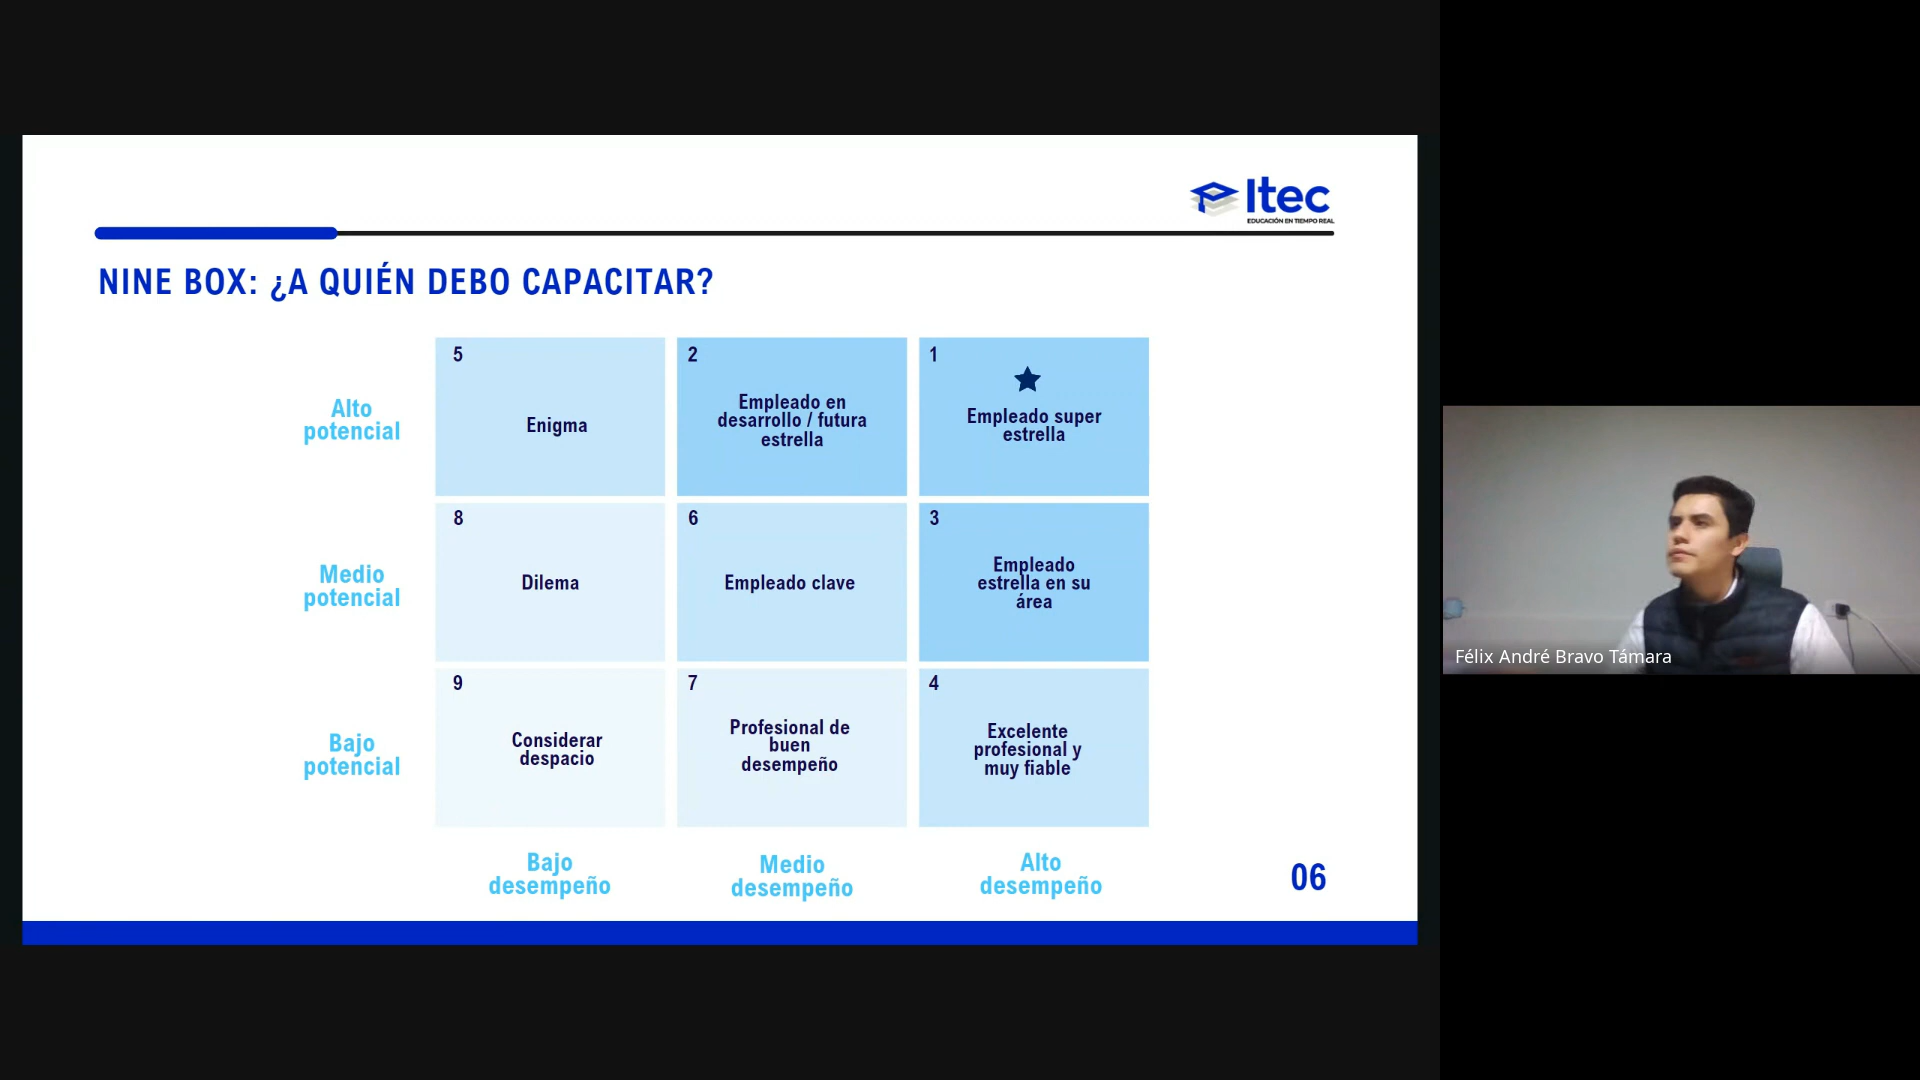 Itec
EDUCACIÓN EN TIEMPO REAL
NINE BOX: ¿A QUIÉN DEBO CAPACITAR?
Alto
potencial
5
Enigma
2
Empleado en
desarrollo / futura
estrella
1
Empleado super
estrella
Medio
potencial
8
Dilema
6
Empleado clave
3
Empleado
estrella en su
área
Bajo
potencial
9
Considerar
despacio
7
Profesional de
buen
desempeño
4
Excelente
profesional y
muy fiable
Bajo
desempeño
Medio
desempeño
Alto
desempeño
06
Félix André Bravo Támara